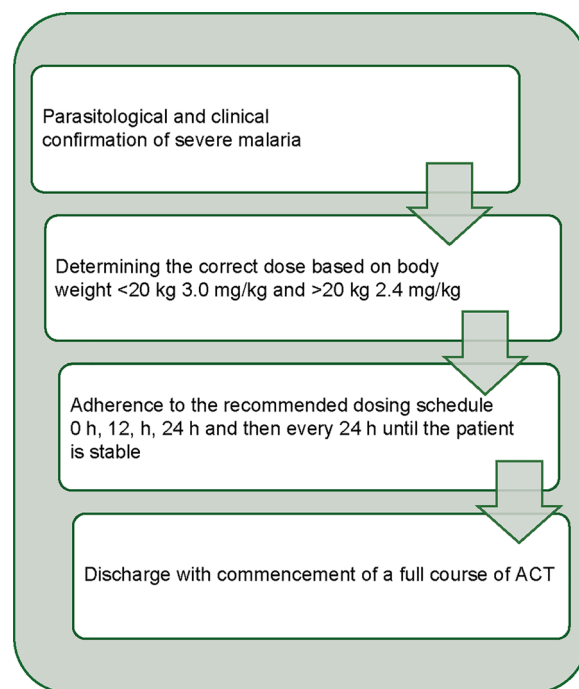 Parasitological and clinical
confirmation of severe malaria
Determining the correct dose based on body
weight <20 kg 3.0 mg/kg and >20 kg 2.4 mg/kg
Adherence to the recommended dosing schedule
0 h, 12, h, 24 h and then every 24 h until the patient
is stable
Discharge with commencement of a full course of ACT